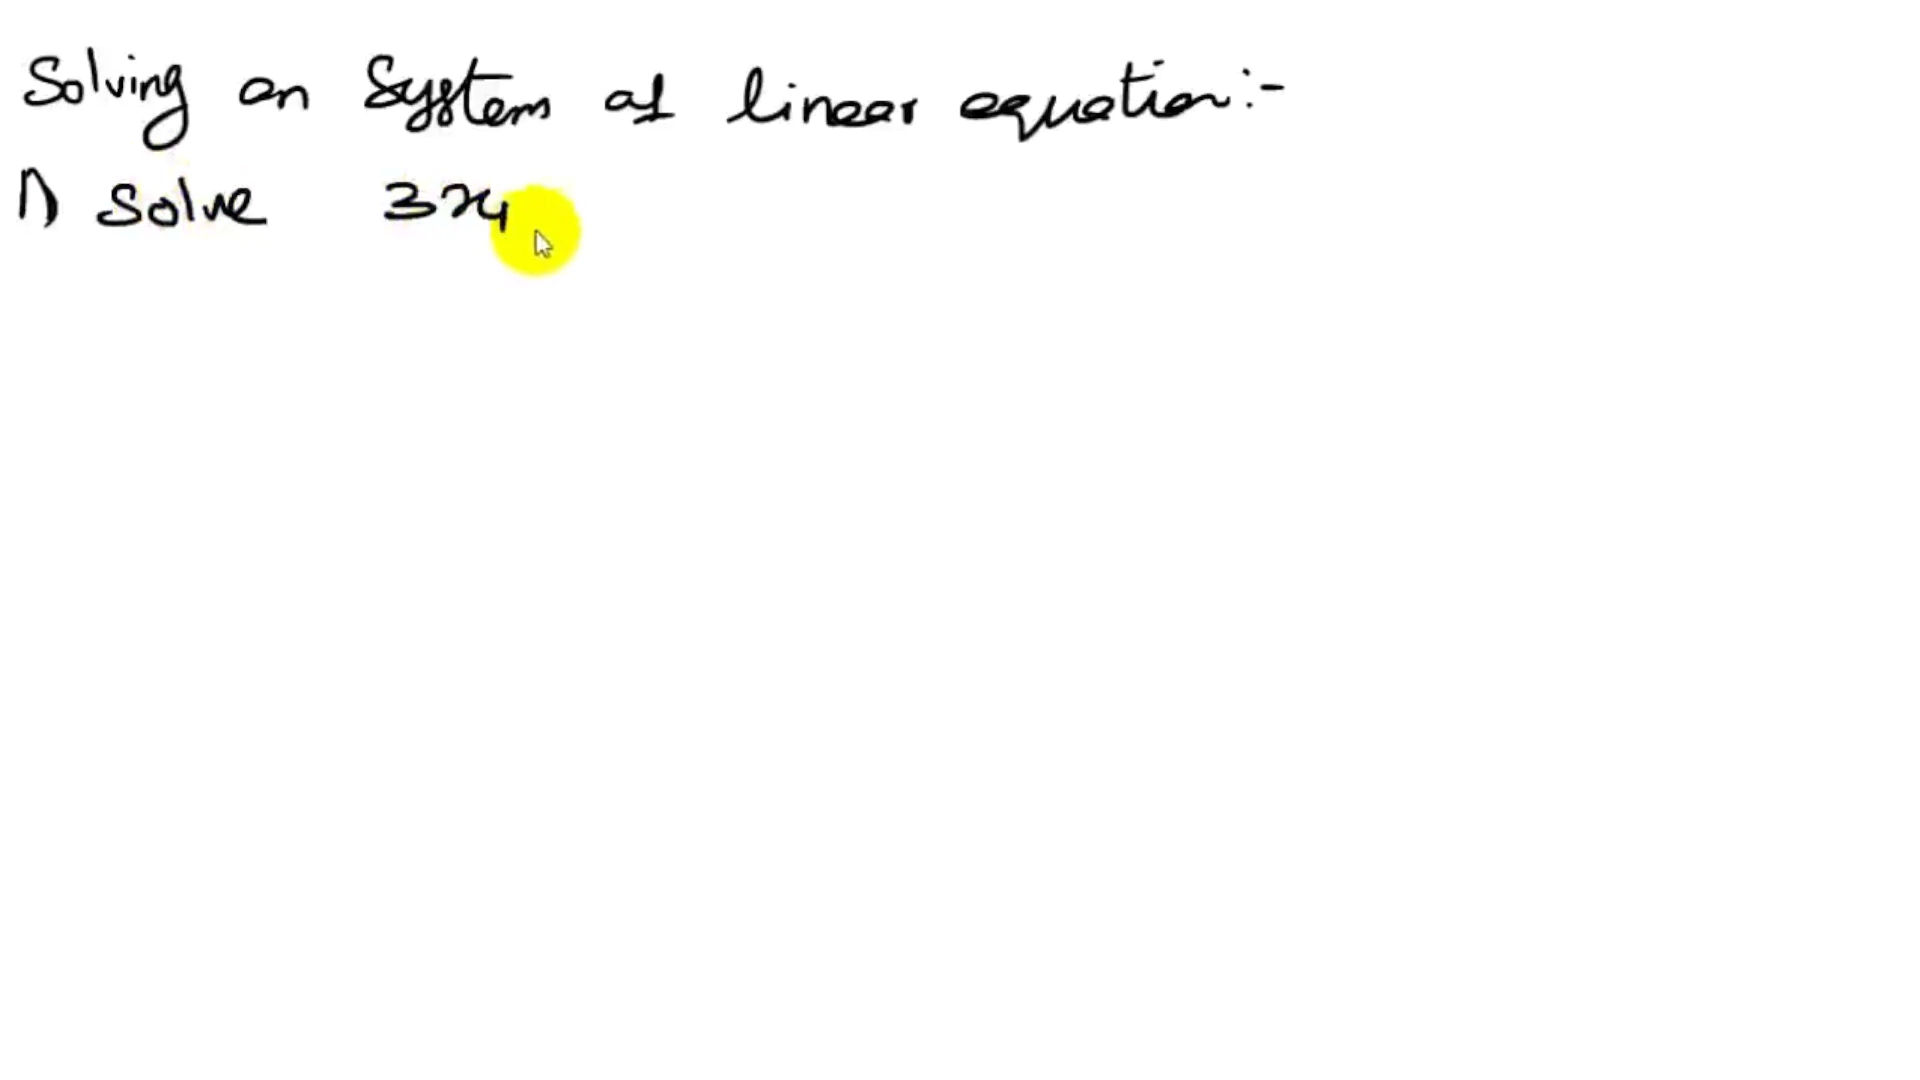 Solving an System of linear equation:-
1) Solve 3x₁